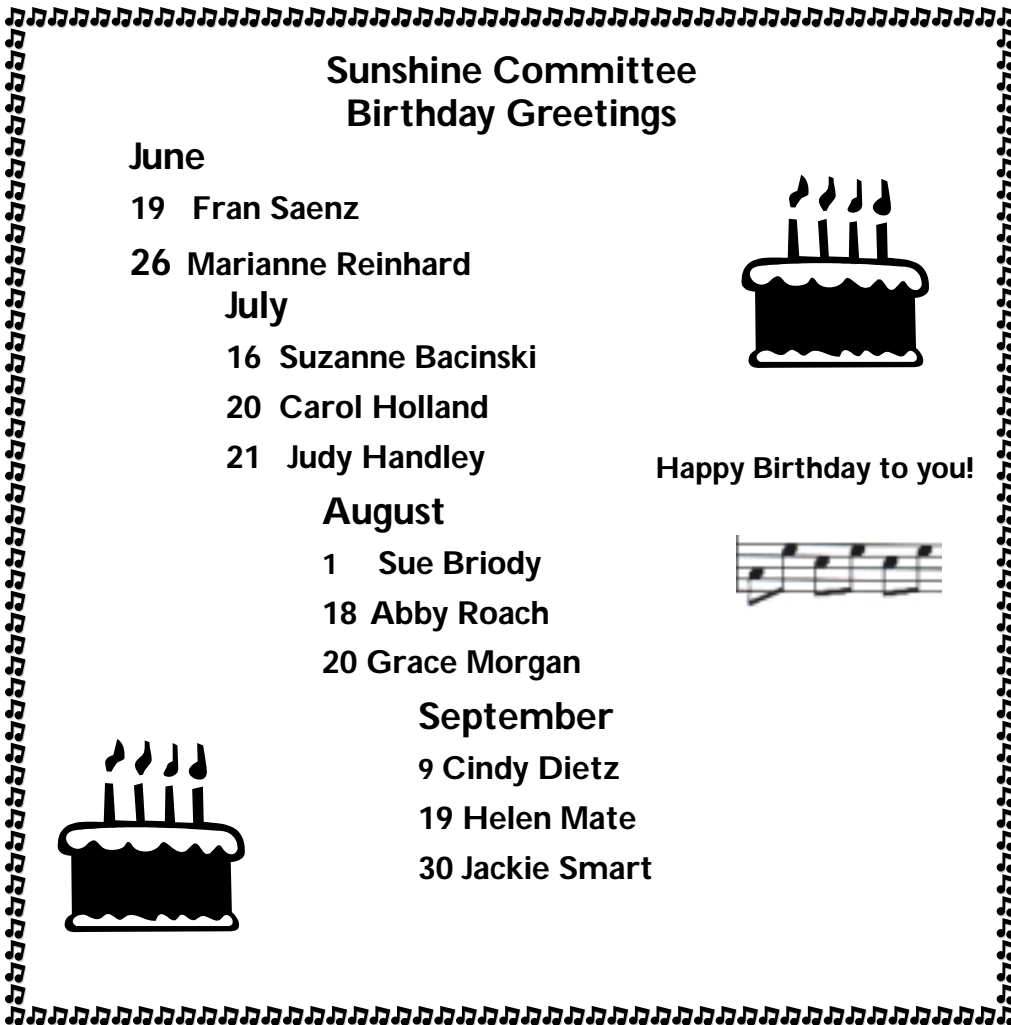 Sunshine Committee
Birthday Greetings
June
19 Fran Saenz
26 Marianne Reinhard
July
16 Suzanne Bacinski
20 Carol Holland
21 Judy Handley
Happy Birthday to you!
August
1 Sue Briody
18 Abby Roach
20 Grace Morgan
September
9 Cindy Dietz
19 Helen Mate
30 Jackie Smart